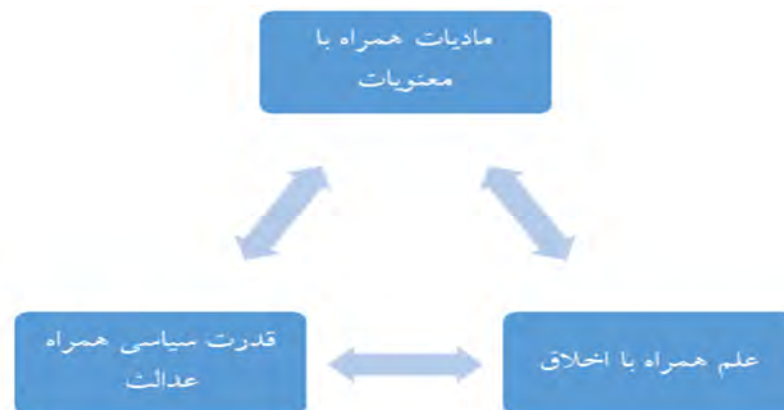 مادیات همراه با
معنویات
علم همراه با اخلاق
قدرت سیاسی همراه
عدالت